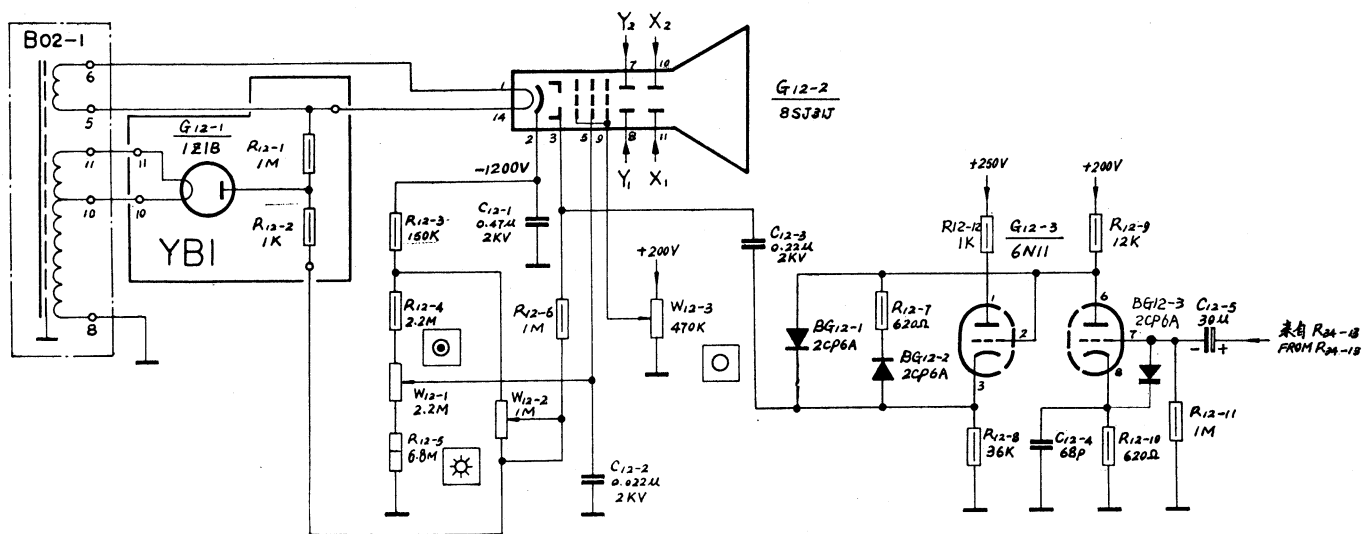 B02-1
6
5
11
10
8
G12-1
1Z1B
11
10
YB1
R12-1
1M
R12-2
1K
1
14
2
3
5
9
Y2
X2
7
10
8
11
Y1
X1
G12-2
8SJ31J
-1200V
R12-3
150K
C12-1
0.47μ
2KV
R12-4
2.2M
W12-1
2.2M
R12-5
6.8M
R12-6
1M
W12-2
1M
C12-2
0.022μ
2KV
+200V
W12-3
470K
C12-3
0.22μ
2KV
BG12-1
2CP6A
R12-7
620Ω
BG12-2
2CP6A
+250V
R12-12
1K
G12-3
6N11
+200V
R12-9
12K
1
2
3
6
7
8
BG12-3
2CP6A
C12-5
30μ
- +
来自 R34-18
FROM R34-18
R12-8
36K
C12-4
68P
R12-10
620Ω
R12-11
1M